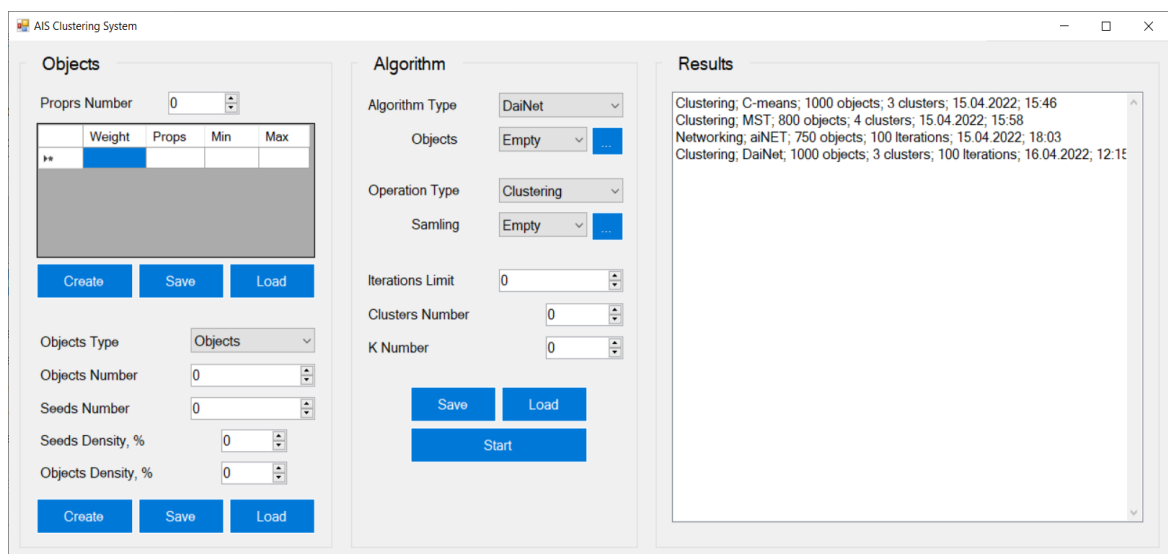 AIS Clustering System
Objects
Proprs Number 0
Weight Props Min Max
Create Save Load
Objects Type Objects
Objects Number 0
Seeds Number 0
Seeds Density, % 0
Objects Density, % 0
Create Save Load
Algorithm
Algorithm Type DaiNet
Objects Empty ...
Operation Type Clustering
Samling Empty ...
Iterations Limit 0
Clusters Number 0
K Number 0
Save Load
Start
Results
Clustering; C-means; 1000 objects; 3 clusters; 15.04.2022; 15:46
Clustering; MST; 800 objects; 4 clusters; 15.04.2022; 15:58
Networking; aiNET; 750 objects; 100 Iterations; 15.04.2022; 18:03
Clustering; DaiNet; 1000 objects; 3 clusters; 100 Iterations; 16.04.2022; 12:15